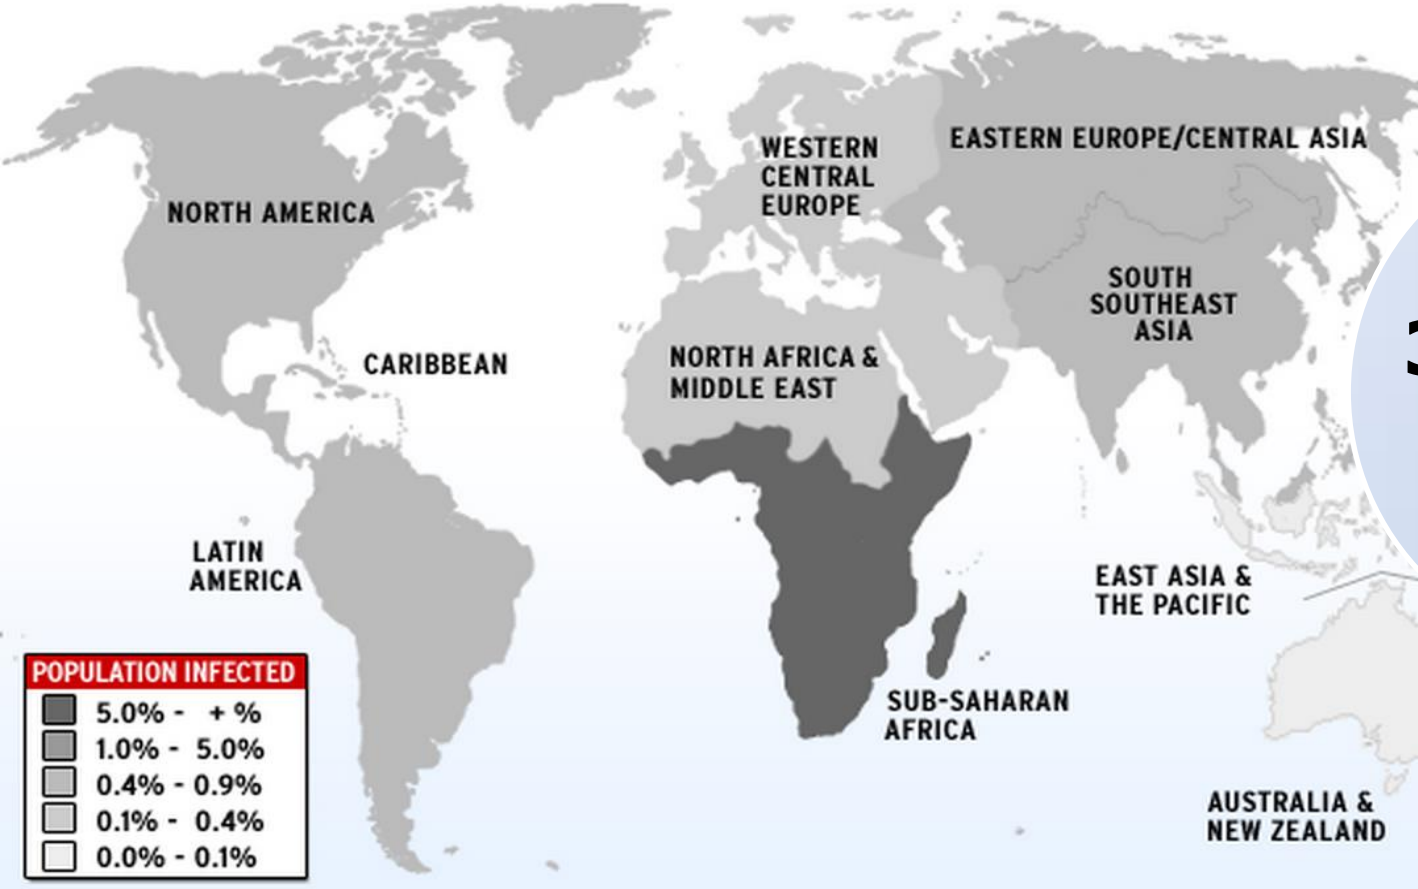 WESTERN
CENTRAL
EUROPE
EASTERN EUROPE/CENTRAL ASIA
NORTH AMERICA
SOUTH
SOUTHEAST
ASIA
CARIBBEAN
NORTH AFRICA &
MIDDLE EAST
LATIN
AMERICA
EAST ASIA &
THE PACIFIC
SUB-SAHARAN
AFRICA
AUSTRALIA &
NEW ZEALAND
POPULATION INFECTED
5.0% - + %
1.0% - 5.0%
0.4% - 0.9%
0.1% - 0.4%
0.0% - 0.1%